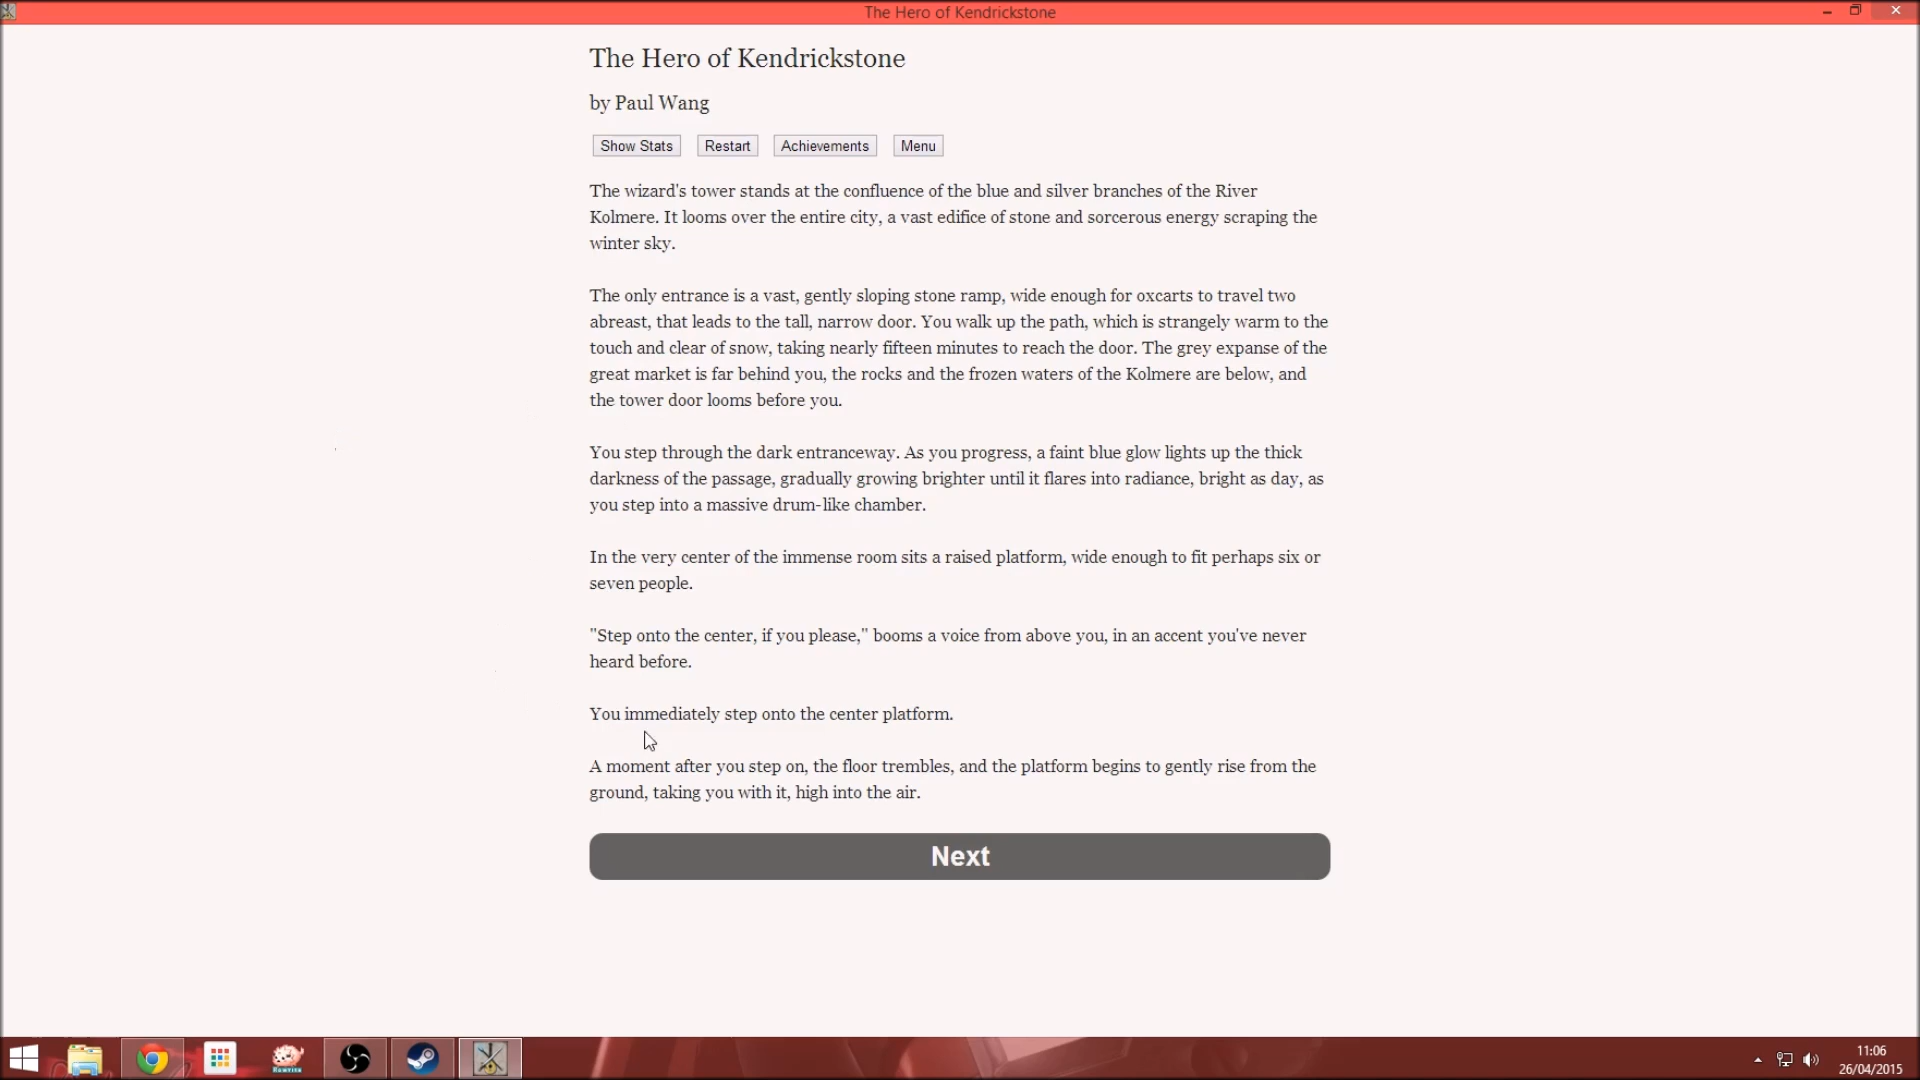 The Hero of Kendrickstone
The Hero of Kendrickstone
by Paul Wang
Show Stats Restart Achievements Menu
The wizard's tower stands at the confluence of the blue and silver branches of the River
Kolmere. It looms over the entire city, a vast edifice of stone and sorcerous energy scraping the
winter sky.
The only entrance is a vast, gently sloping stone ramp, wide enough for oxcarts to travel two
abreast, that leads to the tall, narrow door. You walk up the path, which is strangely warm to the
touch and clear of snow, taking nearly fifteen minutes to reach the door. The grey expanse of the
great market is far behind you, the rocks and the frozen waters of the Kolmere are below, and
the tower door looms before you.
You step through the dark entranceway. As you progress, a faint blue glow lights up the thick
darkness of the passage, gradually growing brighter until it flares into radiance, bright as day, as
you step into a massive drum-like chamber.
In the very center of the immense room sits a raised platform, wide enough to fit perhaps six or
seven people.
"Step onto the center, if you please," booms a voice from above you, in an accent you've never
heard before.
You immediately step onto the center platform.
A moment after you step on, the floor trembles, and the platform begins to gently rise from the
ground, taking you with it, high into the air.
Next
11:06
26/04/2015